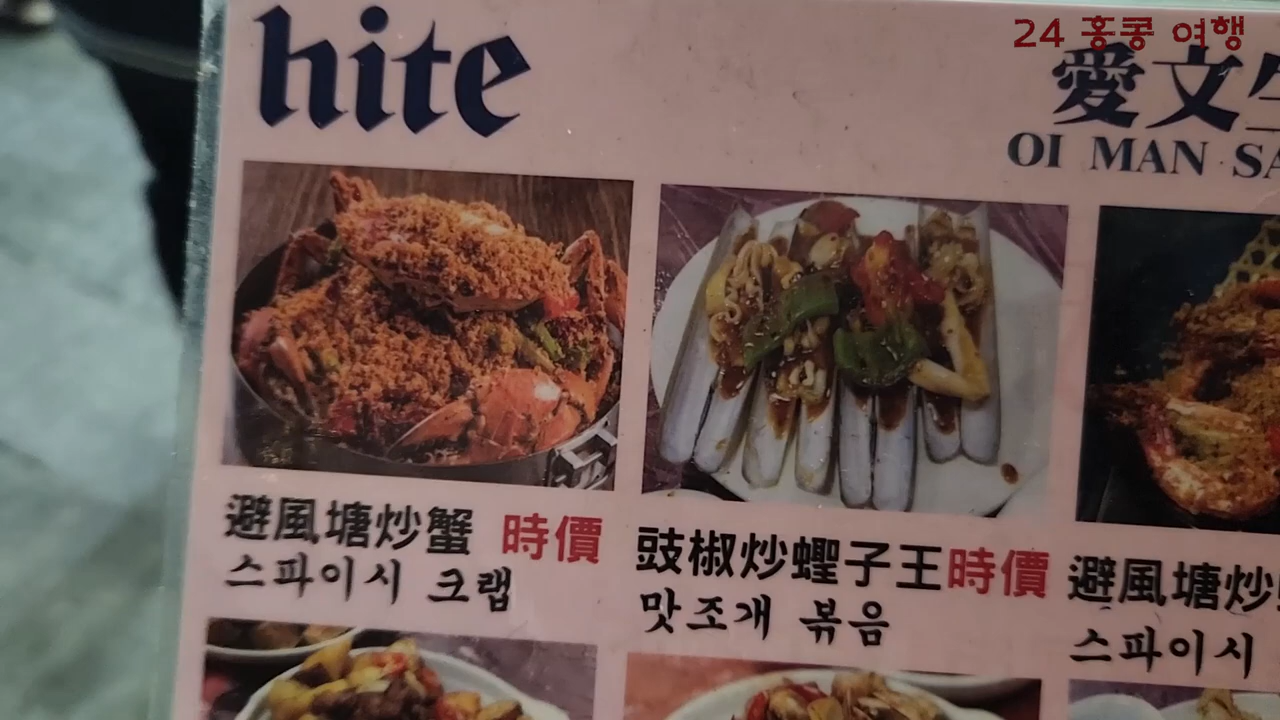 24 홍콩 여행
hite
愛文生
OI MAN SA
避風塘炒蟹 時價
스파이시 크랩
豉椒炒蟶子王 時價
맛조개 볶음
避風塘炒
스파이시